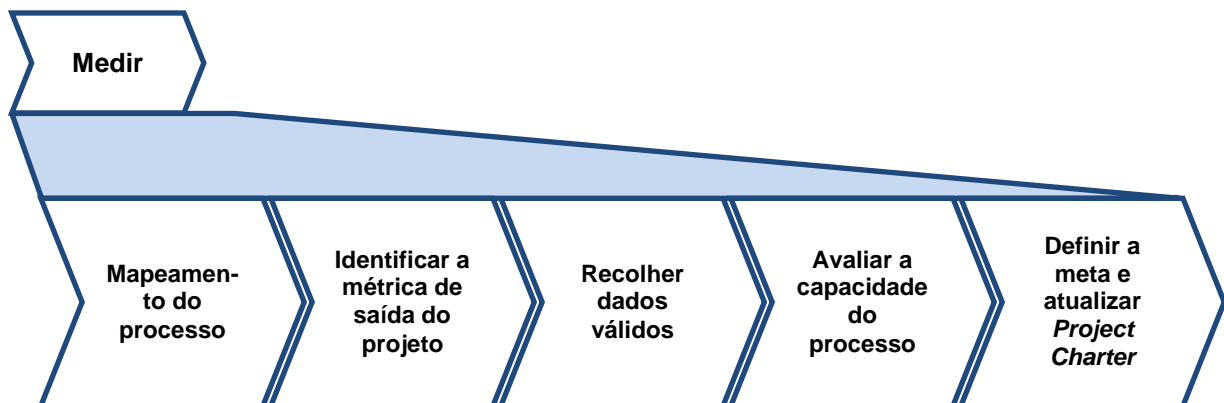 Medir
Mapeamen-
to do
processo
Identificar a
métrica de
saída do
projeto
Recolher
dados
válidos
Avaliar a
capacidade
do
processo
Definir a
meta e
atualizar
Project
Charter